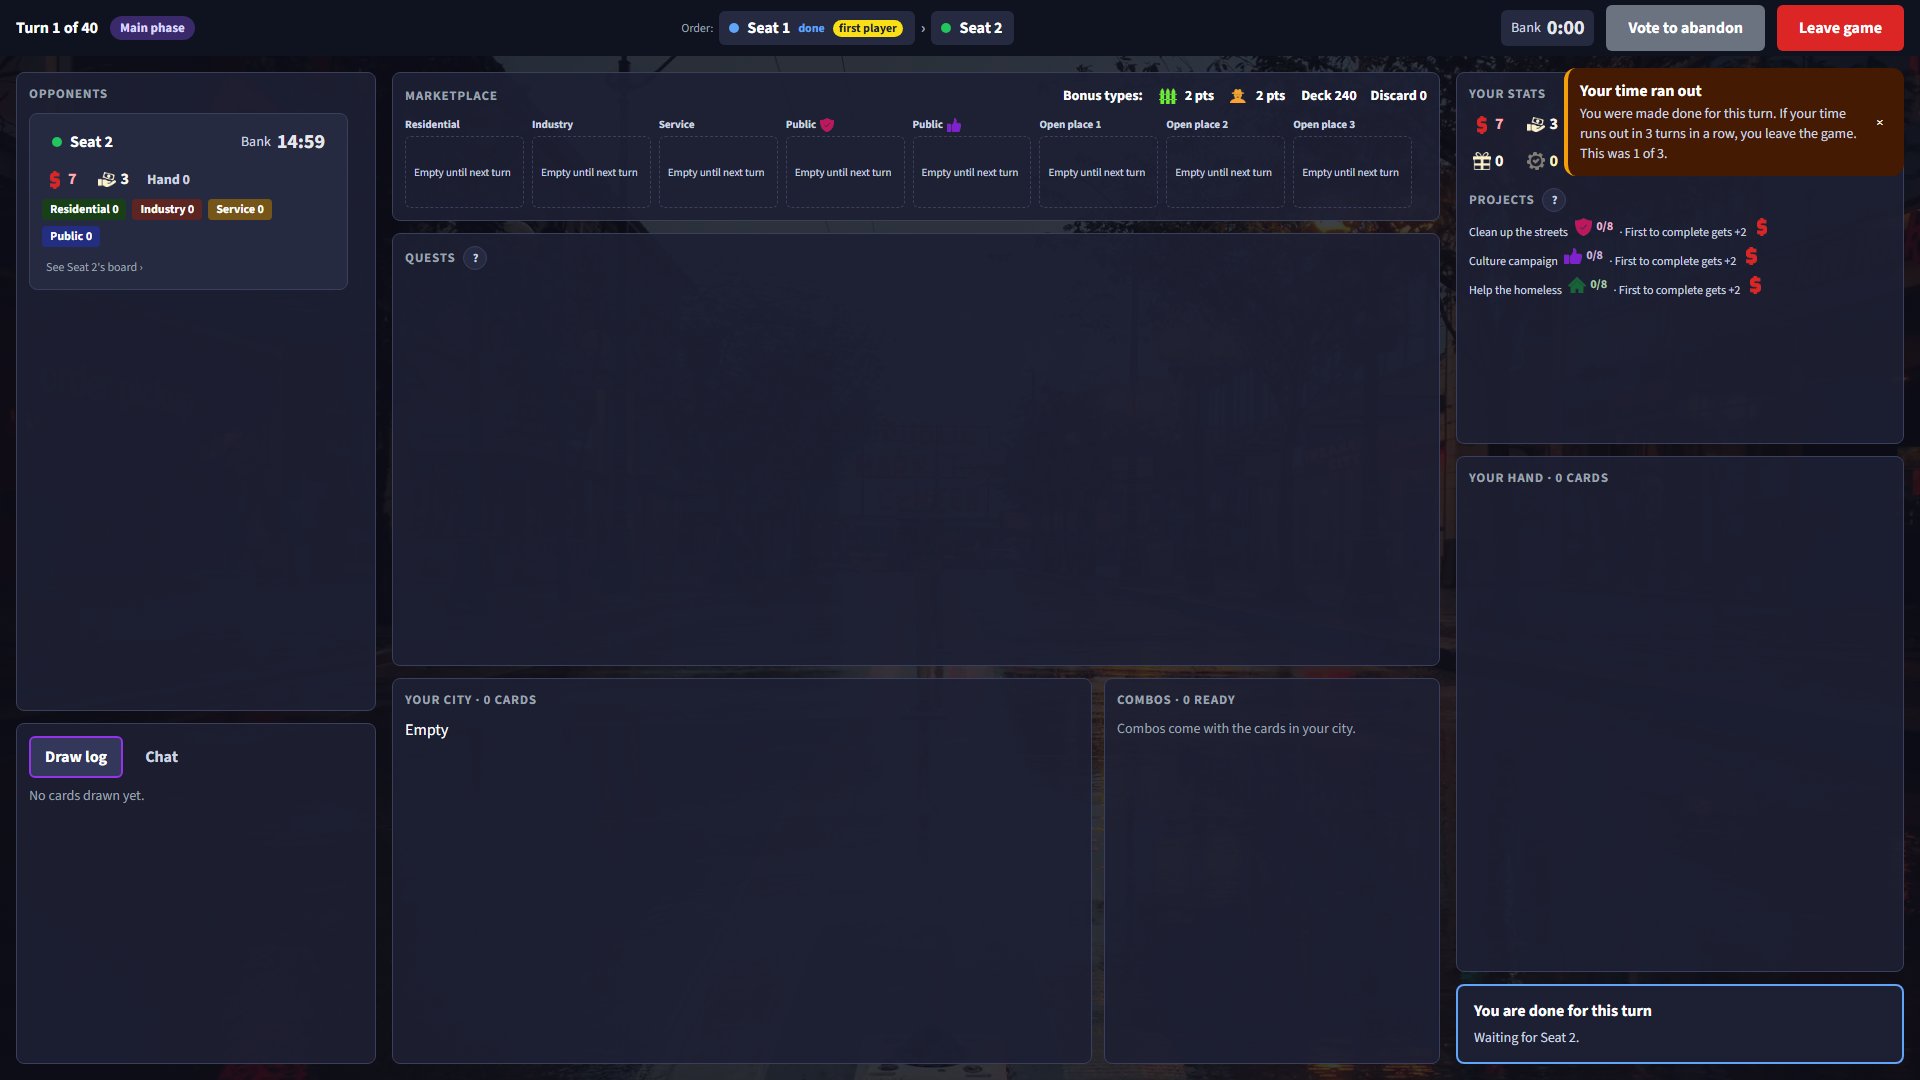 Turn 1 of 40 Main phase Order: Seat 1 done first player › Seat 2 Bank 0:00 Vote to abandon Leave game
OPPONENTS
Seat 2 Bank 14:59
7 3 Hand 0
Residential 0 Industry 0 Service 0
Public 0
See Seat 2's board ›
Draw log Chat
No cards drawn yet.
MARKETPLACE Bonus types: 2 pts 2 pts Deck 240 Discard 0
Residential Industry Service Public Public Open place 1 Open place 2 Open place 3
Empty until next turn Empty until next turn Empty until next turn Empty until next turn Empty until next turn Empty until next turn Empty until next turn Empty until next turn
QUESTS ?
YOUR CITY · 0 CARDS
Empty
COMBOS · 0 READY
Combos come with the cards in your city.
YOUR STATS
7 3
0 0
Your time ran out
You were made done for this turn. If your time
runs out in 3 turns in a row, you leave the game.
This was 1 of 3.
×
PROJECTS ?
Clean up the streets 0/8 · First to complete gets +2
Culture campaign 0/8 · First to complete gets +2
Help the homeless 0/8 · First to complete gets +2
YOUR HAND · 0 CARDS
You are done for this turn
Waiting for Seat 2.